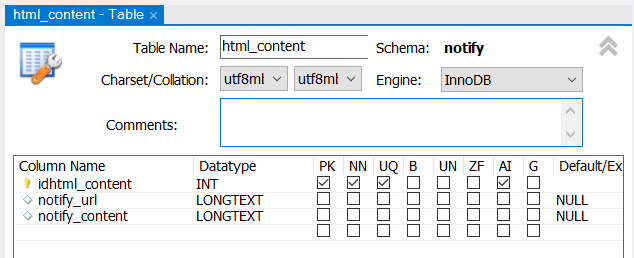 html_content - Table ×
Table Name: html_content Schema: notify
Charset/Collation: utf8ml utf8ml Engine: InnoDB
Comments:
Column Name Datatype PK NN UQ B UN ZF AI G Default/Ex
idhtml_content INT
notify_url LONGTEXT NULL
notify_content LONGTEXT NULL